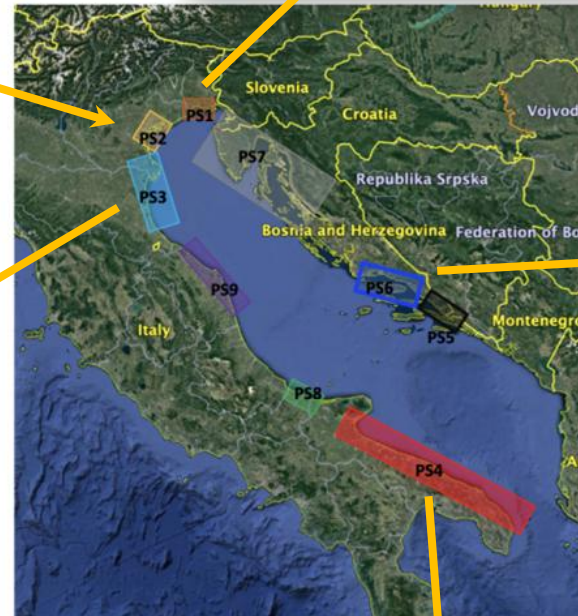 Slovenia
Croatia
Vojvod
PS1
PS2
PS7
Republika Srpska
PS3
Bosnia and Herzegovina
Federation of Bo
PS6
PS9
PS5
Montenegro
Italy
PS8
PS4
A